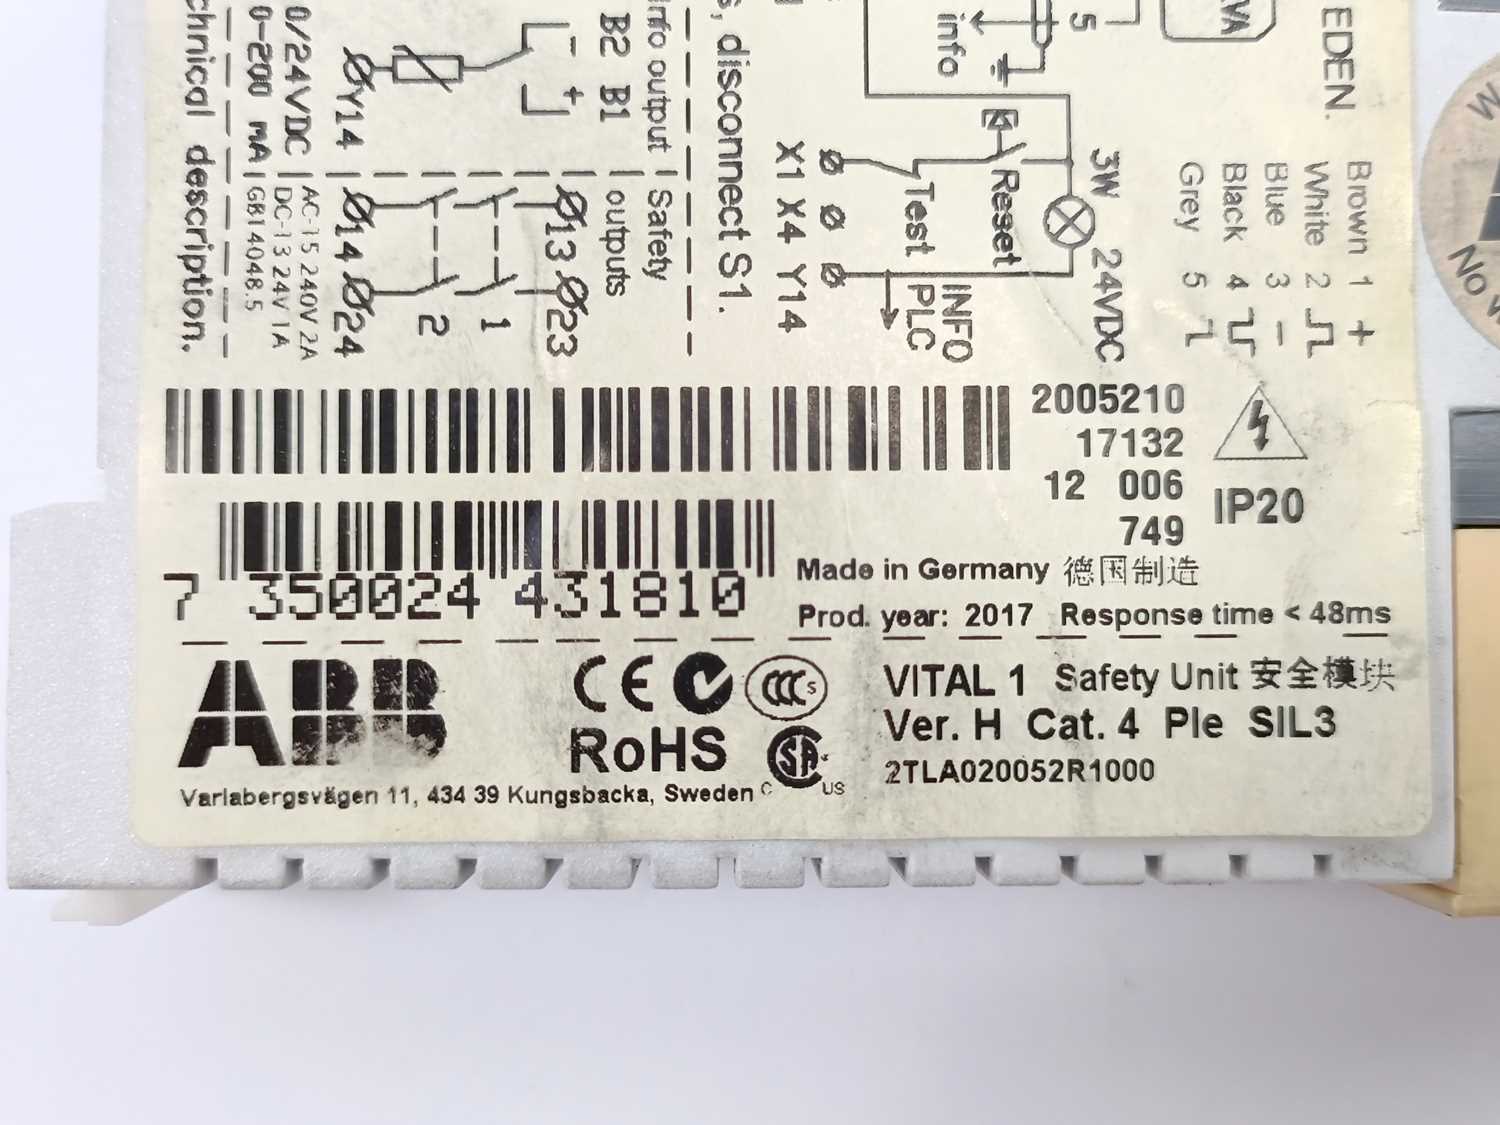 0/24VDC
0-200 mA
chnical description.
AC-15 240V 2A
DC-13 24V 1A
GB14048.5
Y14
14 24
2
1
13 23
B2 B1
Info output
Safety
outputs
, disconnect S1.
X1 X4 Y14
Test
Reset
INFO
PLC
info
5
3W 24VDC
VA
EDEN.
Brown 1 +
White 2
Blue 3 –
Black 4
Grey 5
No
2005210
17132
12 006
749
IP20
7 350024 431810
Made in Germany 德国制造
Prod. year: 2017 Response time < 48ms
ABB
CE
CCC S
RoHS
C SA US
VITAL 1 Safety Unit 安全模块
Ver. H Cat. 4 Ple SIL3
2TLA020052R1000
Varlabergsvägen 11, 434 39 Kungsbacka, Sweden